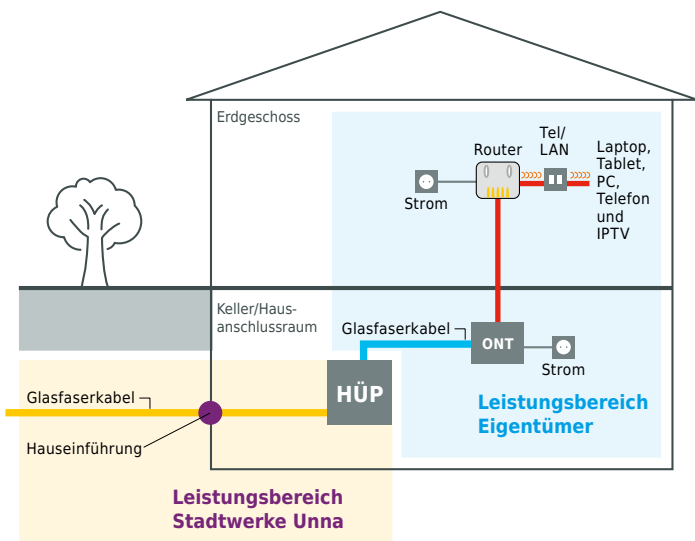 Erdgeschoss
Tel/
LAN
Router
Laptop,
Tablet,
PC,
Telefon
und
IPTV
Strom
Keller/Haus-
anschlussraum
Glasfaserkabel
ONT
Strom
HÜP
Glasfaserkabel
Hauseinführung
Leistungsbereich
Eigentümer
Leistungsbereich
Stadtwerke Unna